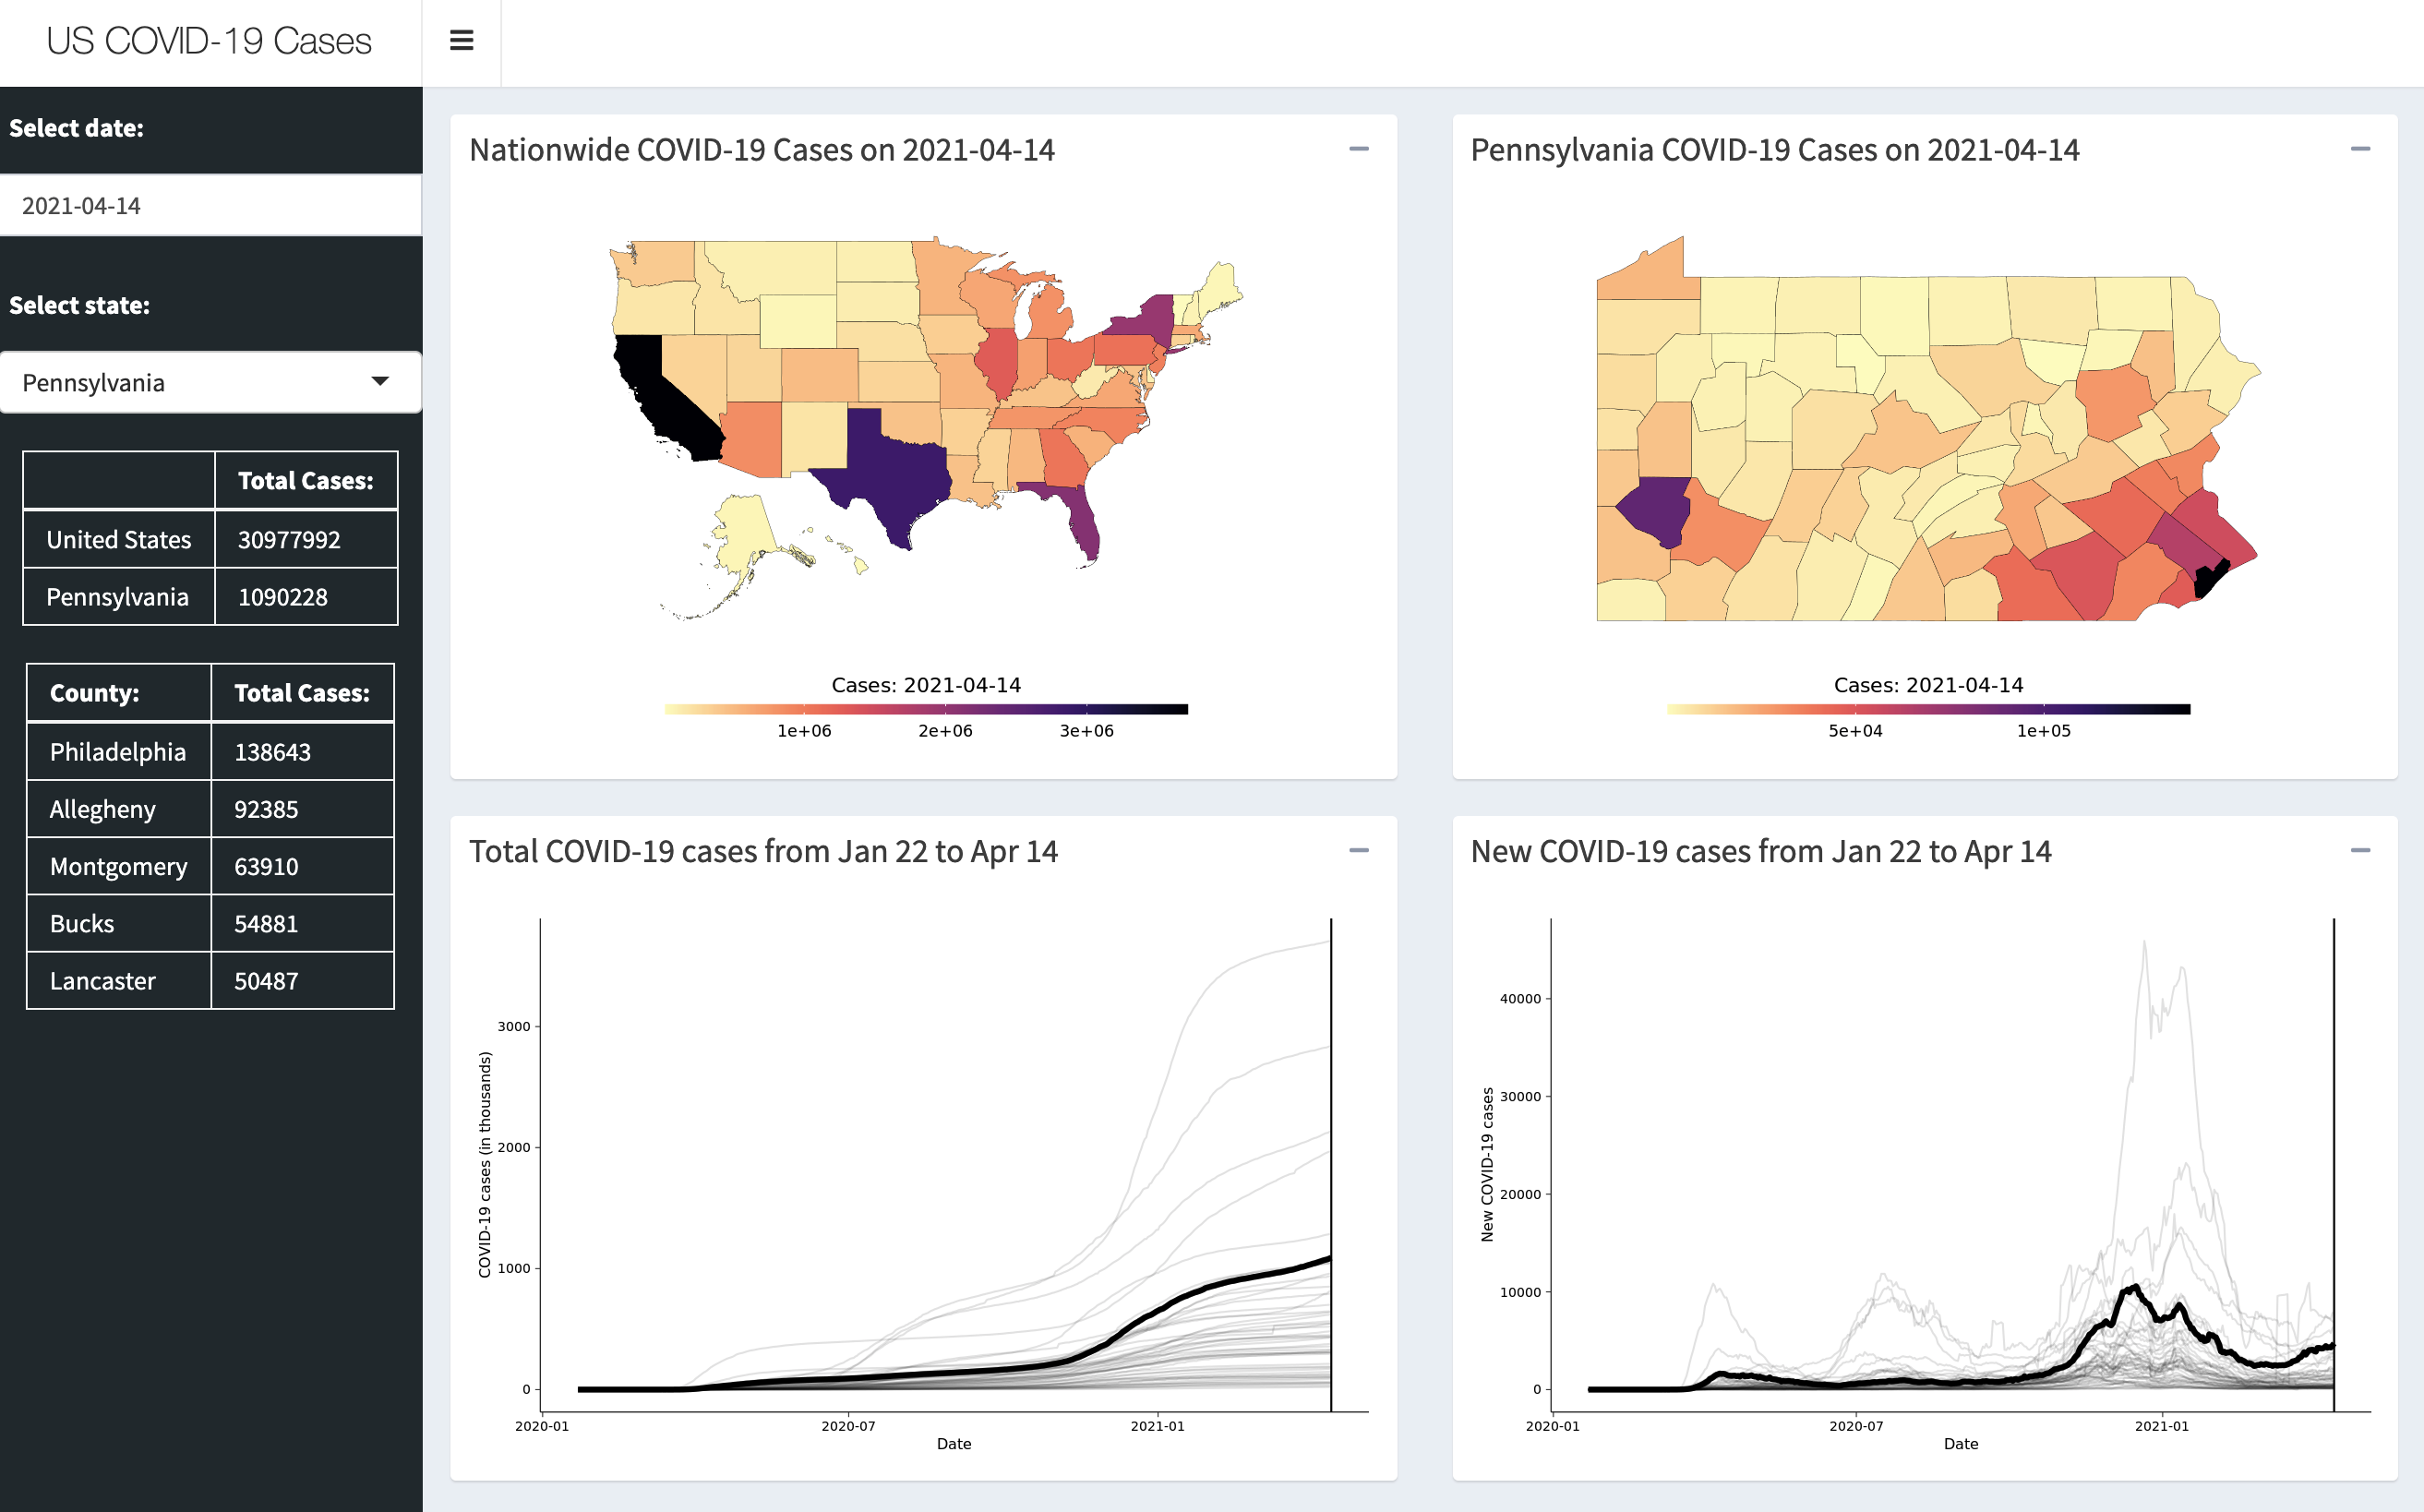 US COVID-19 Cases
Select date:
2021-04-14
Select state:
Pennsylvania
Total Cases:
United States 30977992
Pennsylvania 1090228
County: Total Cases:
Philadelphia 138643
Allegheny 92385
Montgomery 63910
Bucks 54881
Lancaster 50487
Nationwide COVID-19 Cases on 2021-04-14
Cases: 2021-04-14
1e+06 2e+06 3e+06
Pennsylvania COVID-19 Cases on 2021-04-14
Cases: 2021-04-14
5e+04 1e+05
Total COVID-19 cases from Jan 22 to Apr 14
COVID-19 cases (in thousands)
3000
2000
1000
0
2020-01 2020-07 2021-01
Date
New COVID-19 cases from Jan 22 to Apr 14
New COVID-19 cases
40000
30000
20000
10000
0
2020-01 2020-07 2021-01
Date